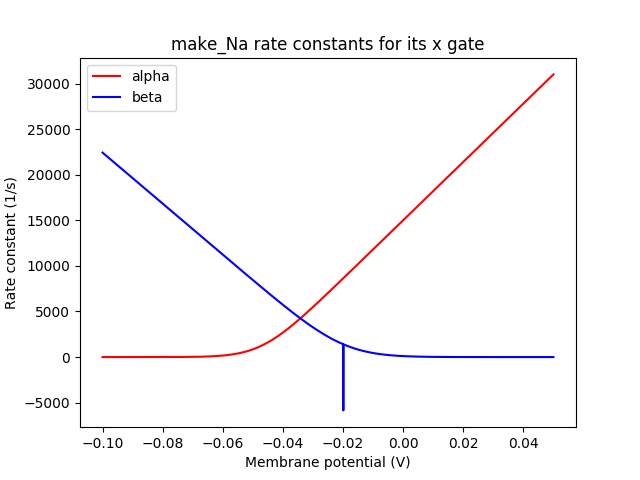 make_Na rate constants for its x gate
alpha
beta
30000
25000
20000
15000
10000
5000
0
−5000
Rate constant (1/s)
−0.10 −0.08 −0.06 −0.04 −0.02 0.00 0.02 0.04
Membrane potential (V)